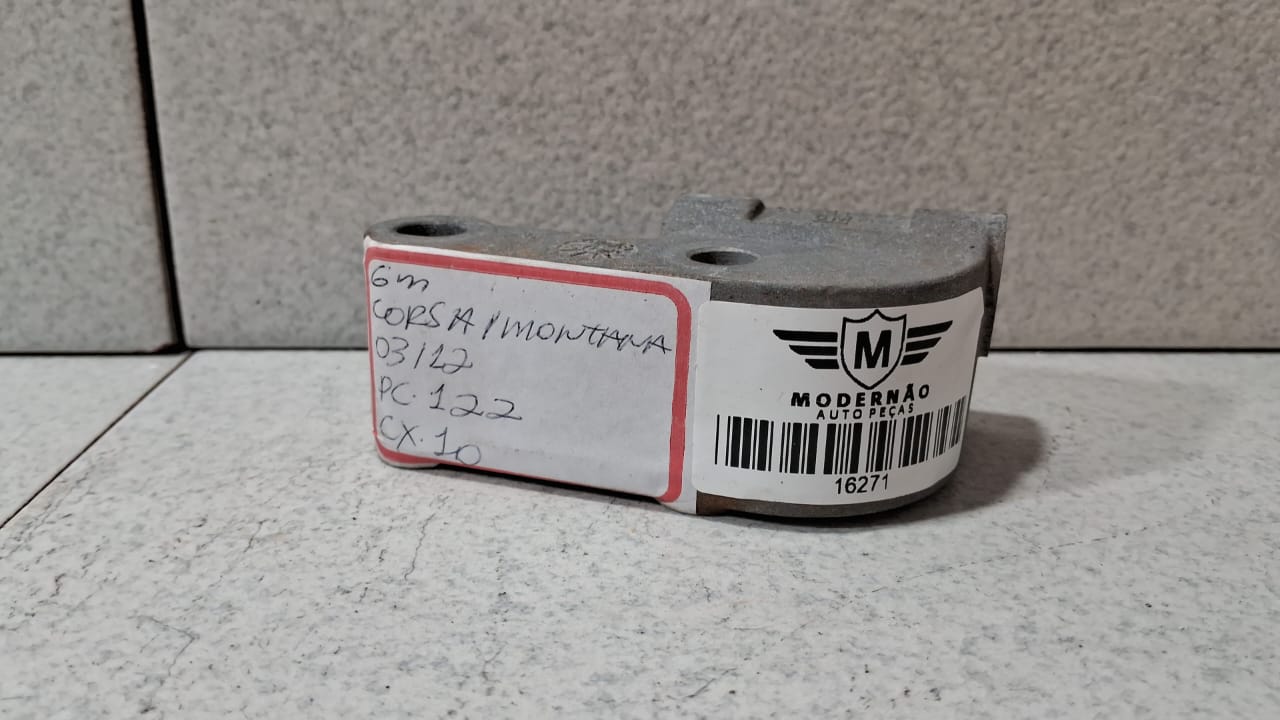 Gm
CORSA/MONTANA
03/12
PC. 122
CX. 10
M
MODERNÃO
AUTO PEÇAS
16271